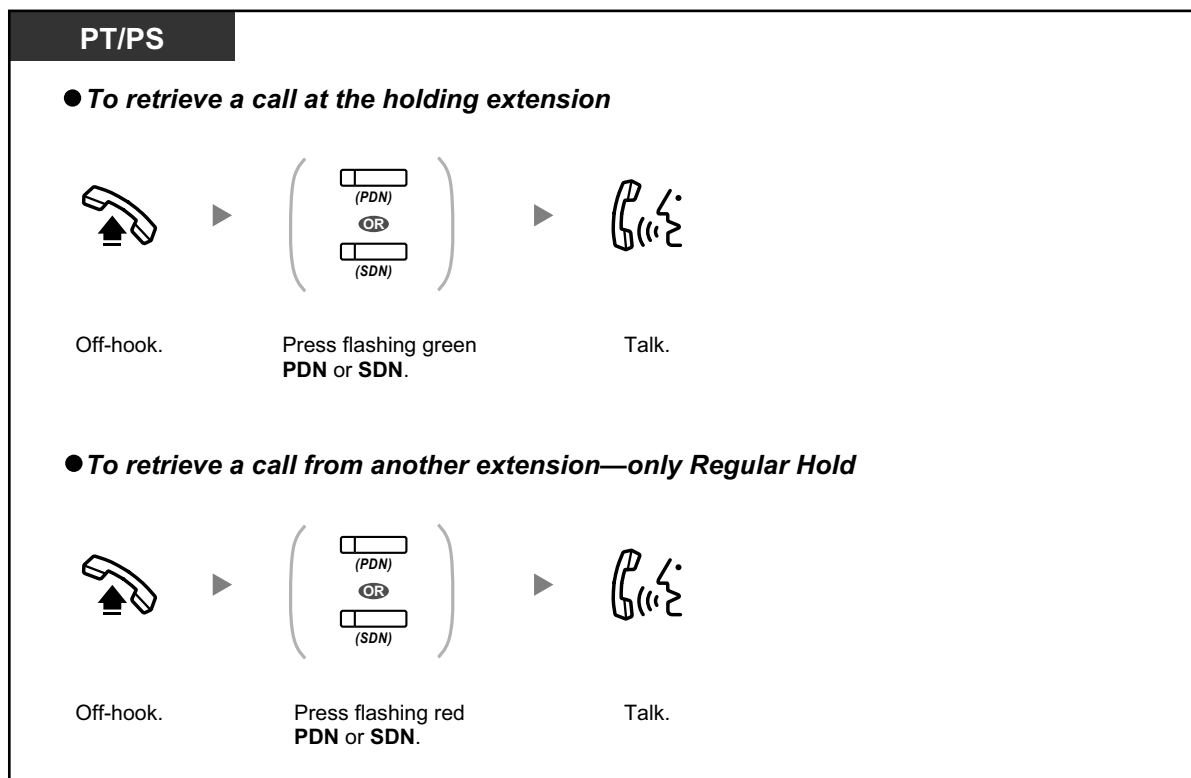 PT/PS
● To retrieve a call at the holding extension
(PDN)
OR
(SDN)
Off-hook.
Press flashing green
PDN or SDN.
Talk.
● To retrieve a call from another extension—only Regular Hold
(PDN)
OR
(SDN)
Off-hook.
Press flashing red
PDN or SDN.
Talk.